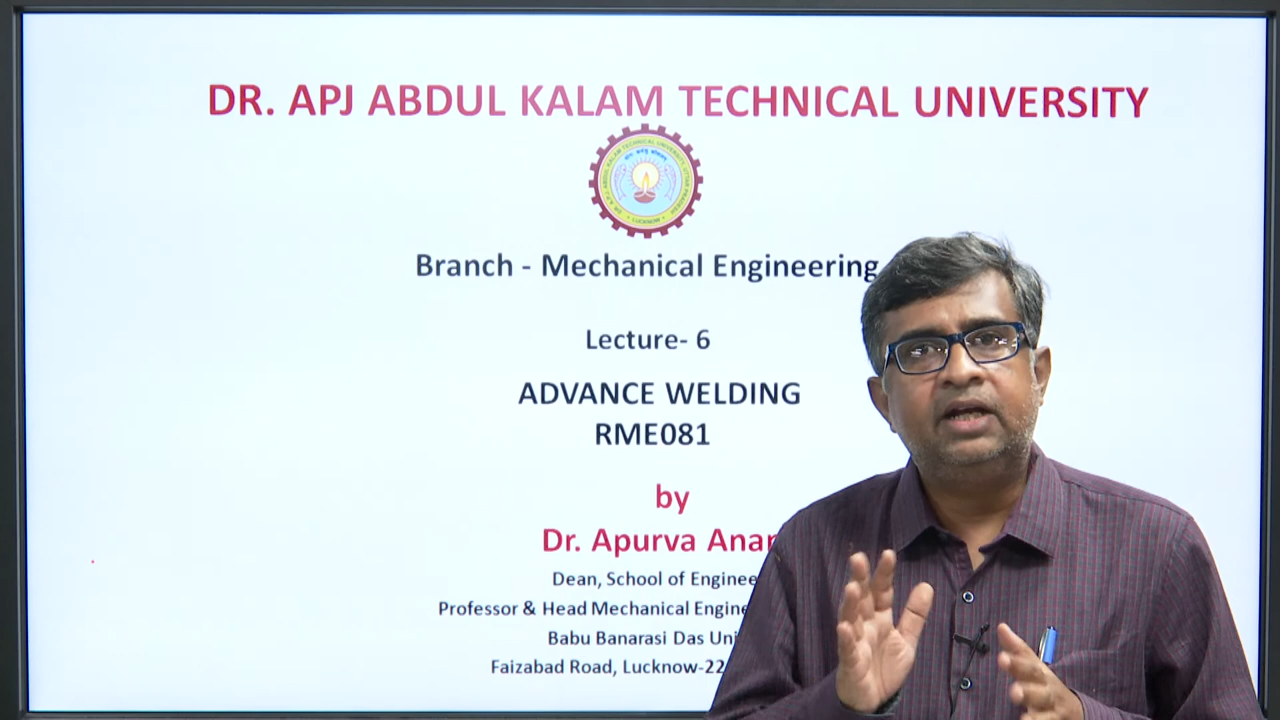 DR. APJ ABDUL KALAM TECHNICAL UNIVERSITY
LUCKNOW
Branch - Mechanical Engineering
Lecture- 6
ADVANCE WELDING
RME081
by
Dr. Apurva
Dean, School of
Professor & Head Mechanical
Babu Banarasi Das
Faizabad Road,